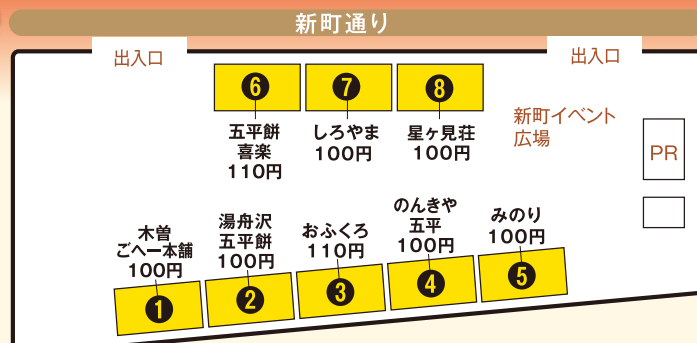 新町通り
出入口
出入口
6
7
8
五平餅
喜楽
110円
しろやま
100円
星ヶ見荘
100円
新町イベント
広場
PR
木曽
ごへー本舗
100円
湯舟沢
五平餅
100円
おふくろ
110円
のんきや
五平
100円
みのり
100円
1
2
3
4
5